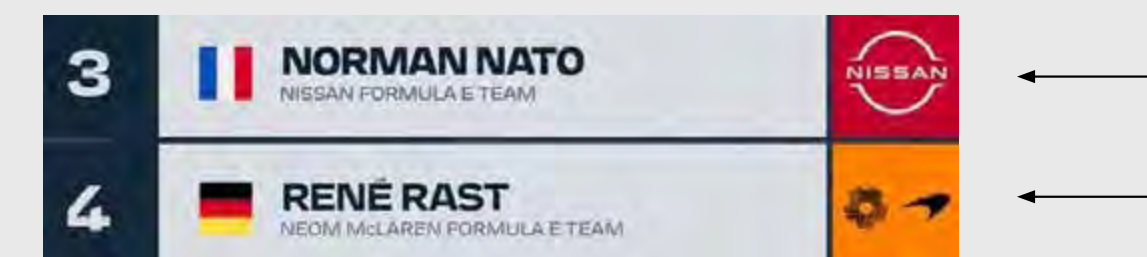 3
NORMAN NATO
NISSAN FORMULA E TEAM
NISSAN
4
RENÉ RAST
NEOM McLAREN FORMULA E TEAM